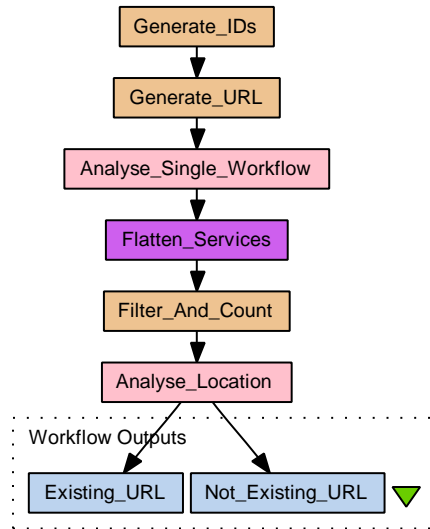 Generate_IDs
Generate_URL
Analyse_Single_Workflow
Flatten_Services
Filter_And_Count
Analyse_Location
Workflow Outputs
Existing_URL
Not_Existing_URL